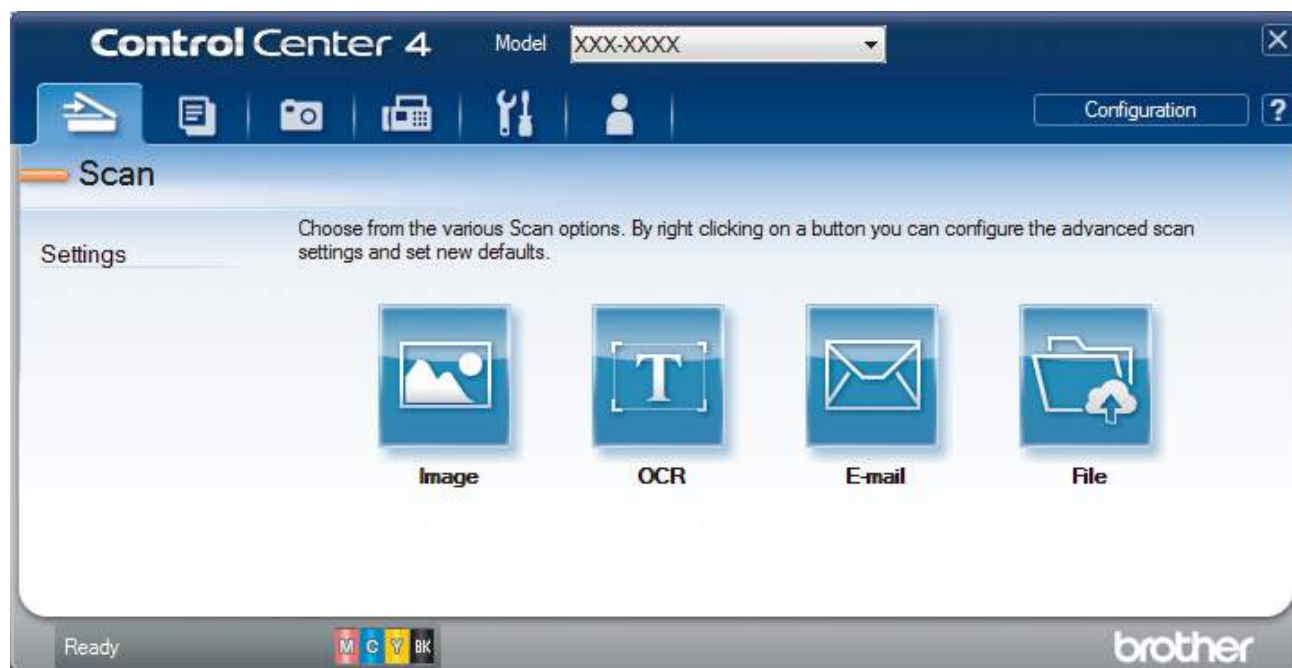 Control Center 4 Model XXX-XXXX
Configuration ?
Scan
Settings
Choose from the various Scan options. By right clicking on a button you can configure the advanced scan
settings and set new defaults.
T
Image OCR E-mail File
Ready M C Y BK brother